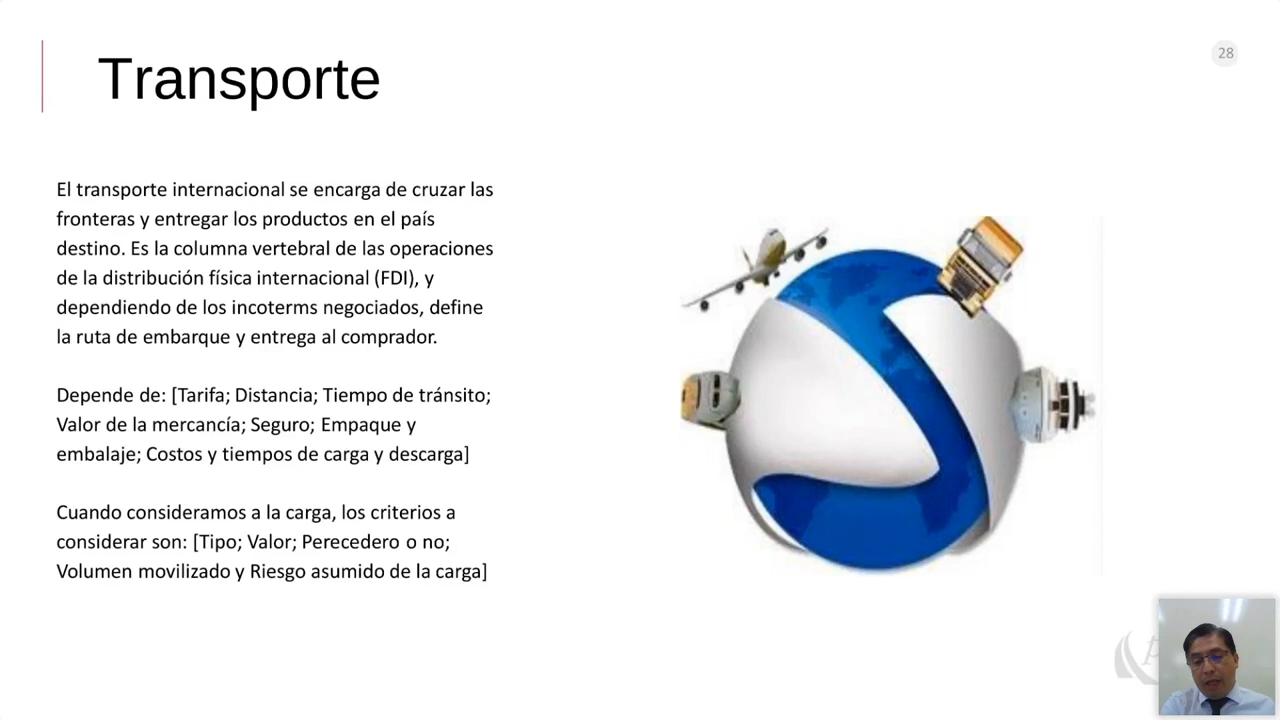 Transporte
28
El transporte internacional se encarga de cruzar las
fronteras y entregar los productos en el país
destino. Es la columna vertebral de las operaciones
de la distribución física internacional (FDI), y
dependiendo de los incoterms negociados, define
la ruta de embarque y entrega al comprador.
Depende de: [Tarifa; Distancia; Tiempo de tránsito;
Valor de la mercancía; Seguro; Empaque y
embalaje; Costos y tiempos de carga y descarga]
Cuando consideramos a la carga, los criterios a
considerar son: [Tipo; Valor; Perecedero o no;
Volumen movilizado y Riesgo asumido de la carga]